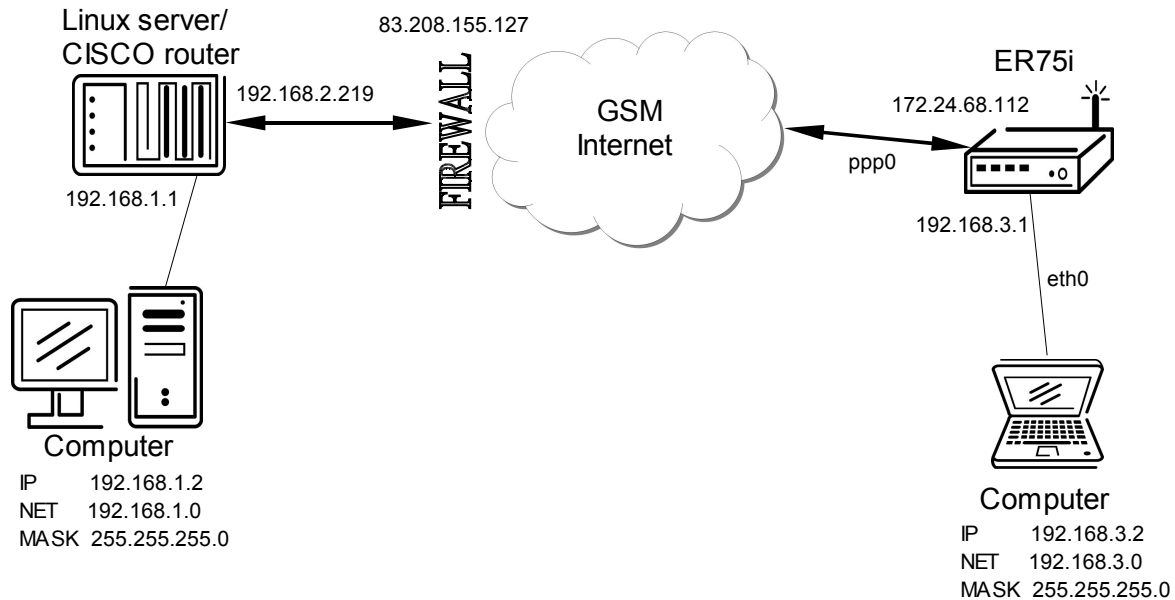 Linux server/
CISCO router
83.208.155.127
192.168.2.219
FIREWALL
GSM
Internet
ER75i
172.24.68.112
ppp0
192.168.1.1
192.168.3.1
eth0
Computer
IP 192.168.1.2
NET 192.168.1.0
MASK 255.255.255.0
Computer
IP 192.168.3.2
NET 192.168.3.0
MASK 255.255.255.0